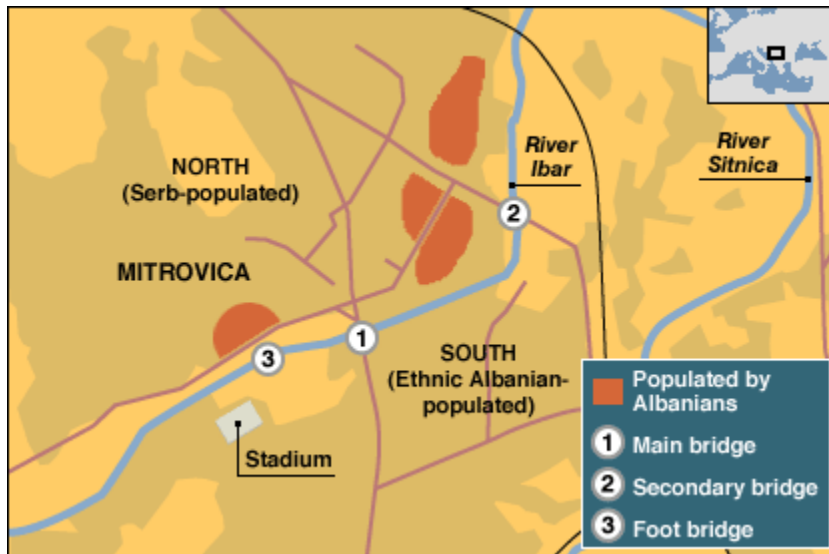 NORTH
(Serb-populated)
MITROVICA
River
Ibar
River
Sitnica
2
1
3
SOUTH
(Ethnic Albanian-
populated)
Stadium
Populated by
Albanians
1 Main bridge
2 Secondary bridge
3 Foot bridge